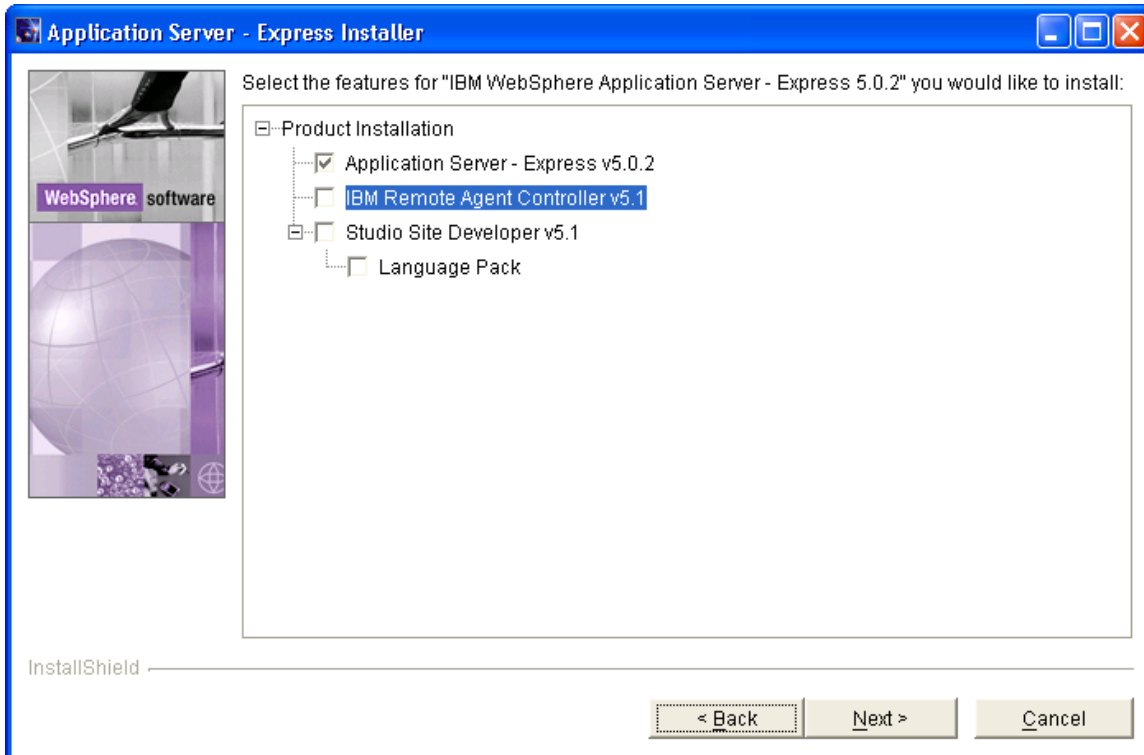 Application Server - Express Installer
Select the features for "IBM WebSphere Application Server - Express 5.0.2" you would like to install:
Product Installation
Application Server - Express v5.0.2
IBM Remote Agent Controller v5.1
Studio Site Developer v5.1
Language Pack
WebSphere. software
InstallShield
< Back
Next >
Cancel